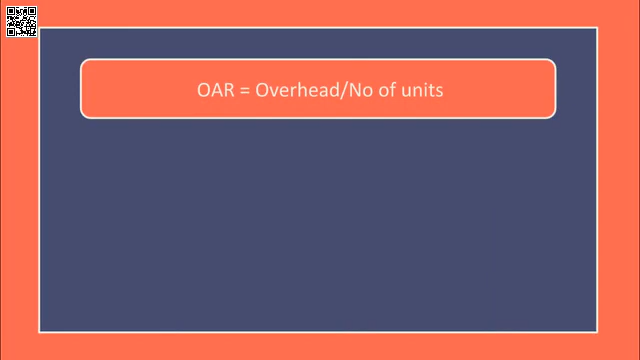 OAR = Overhead/No of units